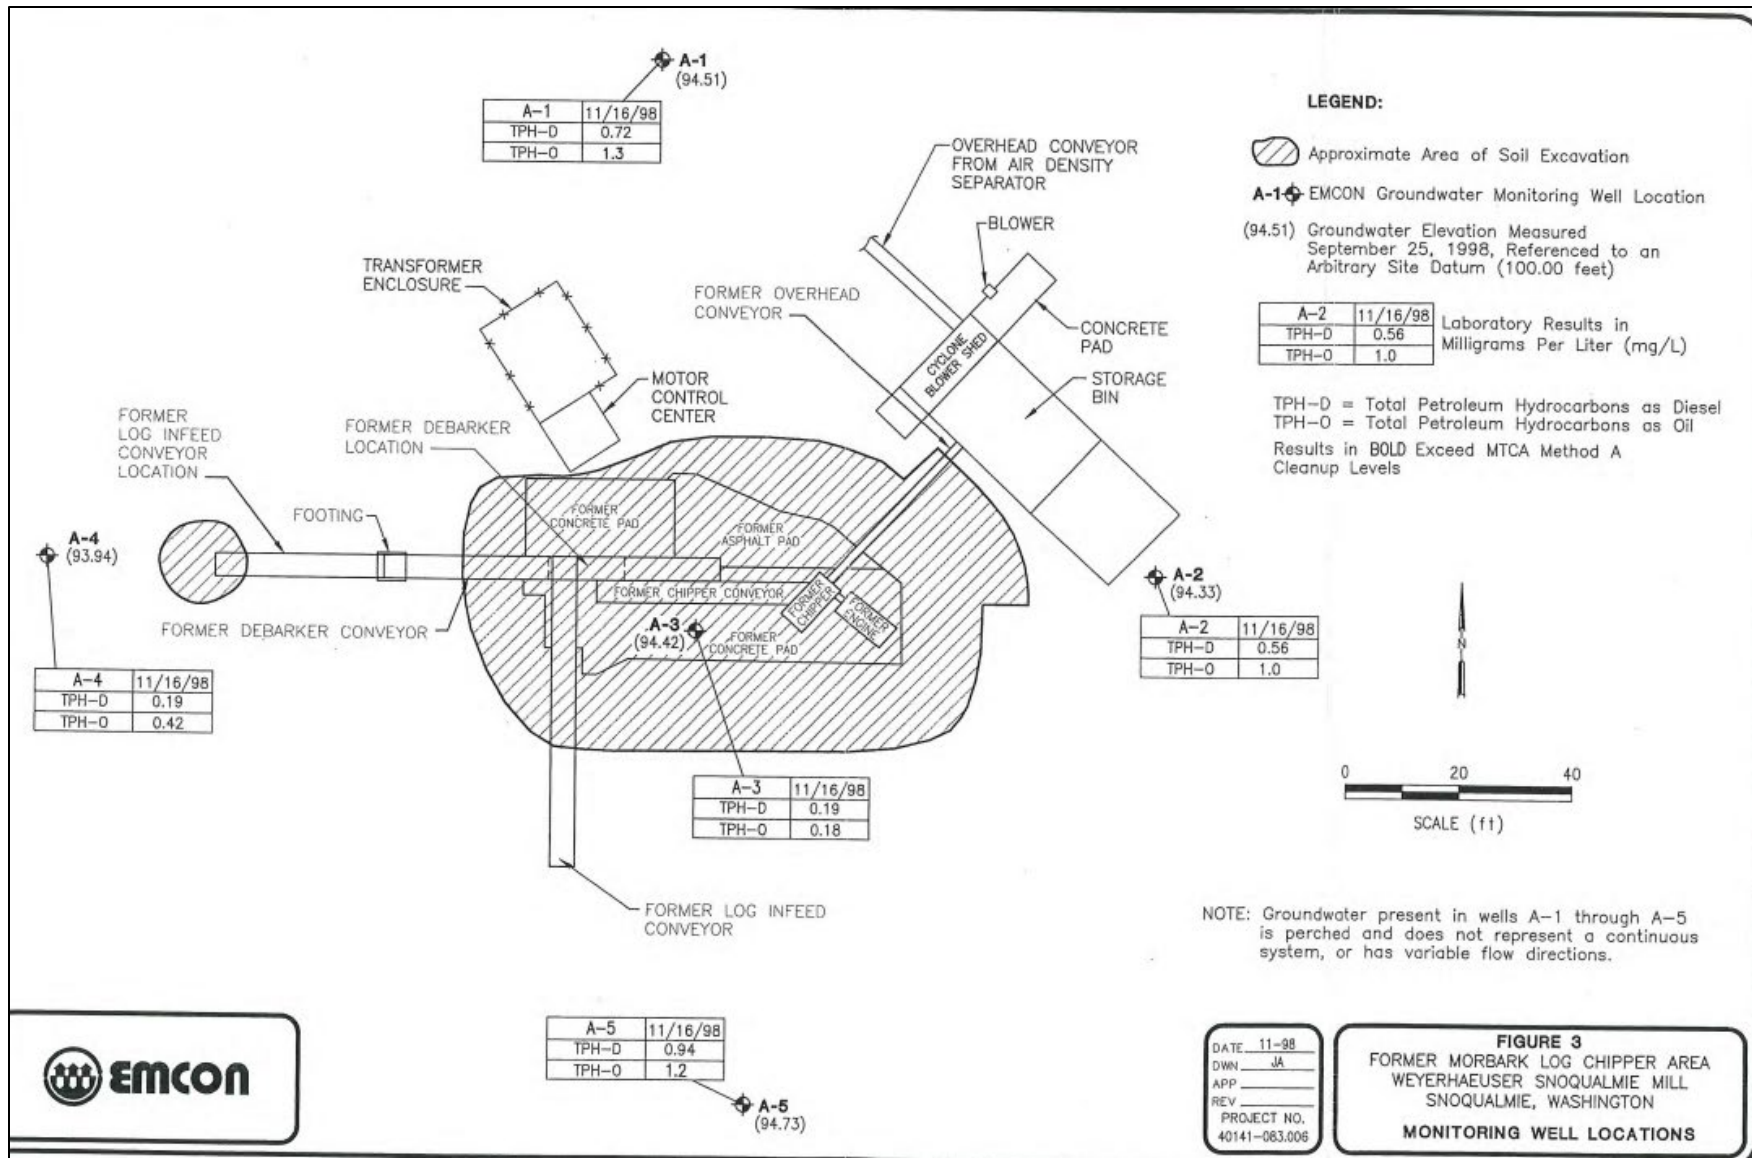 A-1
(94.51)
A-1 11/16/98
TPH-D 0.72
TPH-O 1.3
OVERHEAD CONVEYOR
FROM AIR DENSITY
SEPARATOR
BLOWER
TRANSFORMER
ENCLOSURE
FORMER OVERHEAD
CONVEYOR
CONCRETE
PAD
CYCLONE
BLOWER SHED
STORAGE
BIN
MOTOR
CONTROL
CENTER
FORMER
LOG INFEED
CONVEYOR
LOCATION
FORMER DEBARKER
LOCATION
FOOTING
FORMER
CONCRETE PAD
FORMER
ASPHALT PAD
A-4
(93.94)
A-2
(94.33)
FORMER CHIPPER CONVEYOR
FORMER
CHIPPER
FORMER
ENGINE
FORMER DEBARKER CONVEYOR
A-3
(94.42)
FORMER
CONCRETE PAD
A-2 11/16/98
TPH-D 0.56
TPH-O 1.0
A-4 11/16/98
TPH-D 0.19
TPH-O 0.42
A-3 11/16/98
TPH-D 0.19
TPH-O 0.18
FORMER LOG INFEED
CONVEYOR
A-5 11/16/98
TPH-D 0.94
TPH-O 1.2
A-5
(94.73)
LEGEND:
Approximate Area of Soil Excavation
A-1 EMCON Groundwater Monitoring Well Location
(94.51) Groundwater Elevation Measured
September 25, 1998, Referenced to an
Arbitrary Site Datum (100.00 feet)
A-2 11/16/98
TPH-D 0.56
TPH-O 1.0
Laboratory Results in
Milligrams Per Liter (mg/L)
TPH-D = Total Petroleum Hydrocarbons as Diesel
TPH-O = Total Petroleum Hydrocarbons as Oil
Results in BOLD Exceed MTCA Method A
Cleanup Levels
N
0 20 40
SCALE (ft)
NOTE: Groundwater present in wells A-1 through A-5
is perched and does not represent a continuous
system, or has variable flow directions.
EMCON
DATE 11-98
DWN JA
APP
REV
PROJECT NO.
40141-083.006
FIGURE 3
FORMER MORBARK LOG CHIPPER AREA
WEYERHAEUSER SNOQUALMIE MILL
SNOQUALMIE, WASHINGTON
MONITORING WELL LOCATIONS